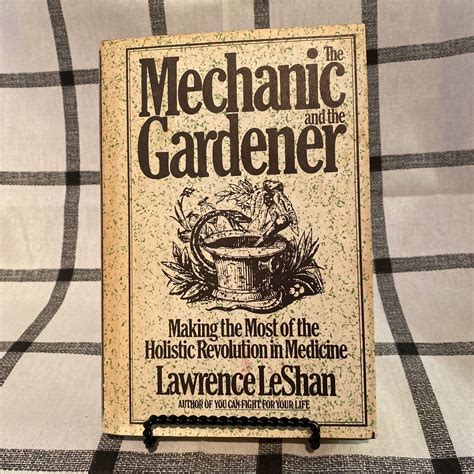 The
Mechanic
and the
Gardener
Making the Most of the
Holistic Revolution in Medicine
Lawrence LeShan
AUTHOR OF YOU CAN FIGHT FOR YOUR LIFE